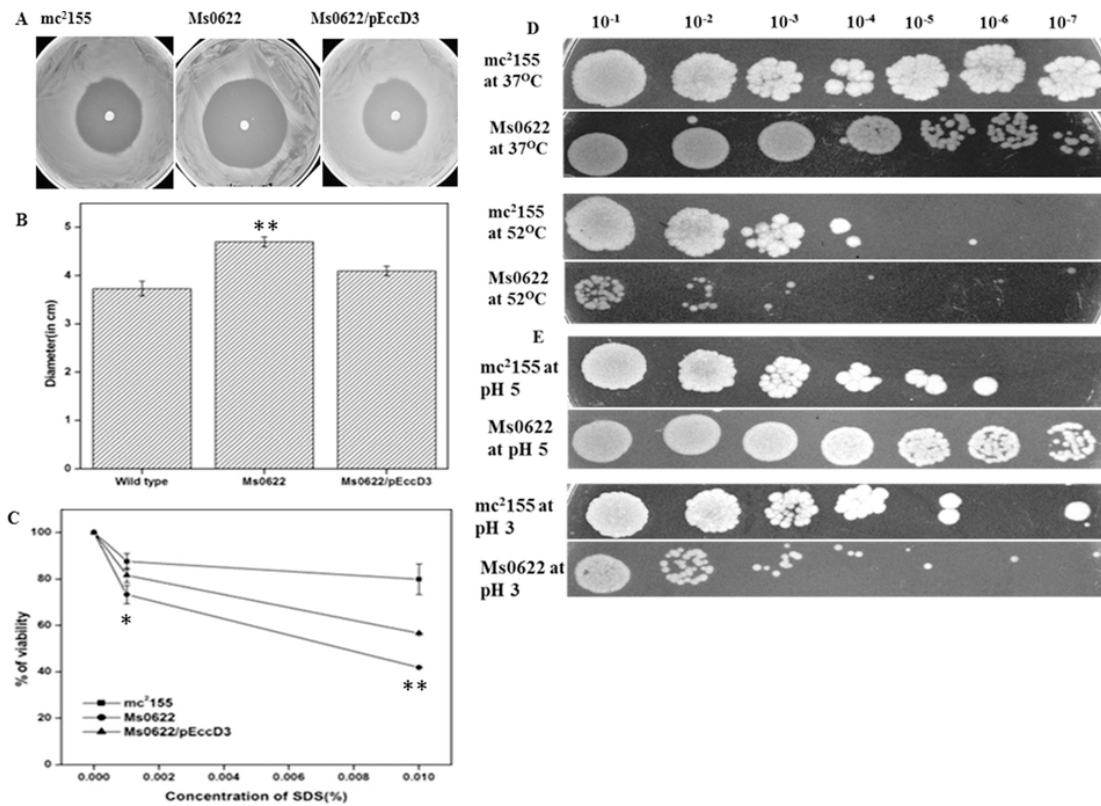 A mc²155 Ms0622 Ms0622/pEccD3
B
Diameter(in cm)
5
4
3
2
1
0
**
Wild type Ms0622 Ms0622/pEccD3
C
% of viability
100
80
60
40
20
0
*
**
mc²155
Ms0622
Ms0622/pEccD3
0.000 0.002 0.004 0.006 0.008 0.010
Concentration of SDS(%)
D 10⁻¹ 10⁻² 10⁻³ 10⁻⁴ 10⁻⁵ 10⁻⁶ 10⁻⁷
mc²155
at 37ᴼC
Ms0622
at 37ᴼC
mc²155
at 52ᴼC
Ms0622
at 52ᴼC
E
mc²155 at
pH 5
Ms0622
at pH 5
mc²155 at
pH 3
Ms0622 at
pH 3